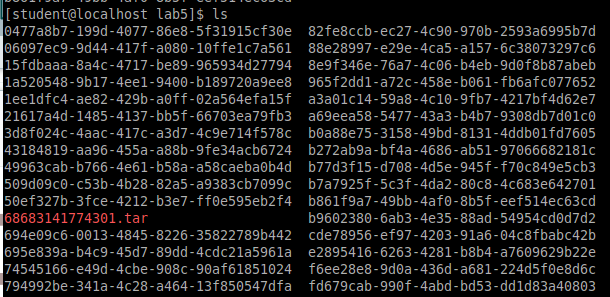 [student@localhost lab5]$ ls
0477a8b7-199d-4077-86e8-5f31915cf30e 82fe8ccb-ec27-4c90-970b-2593a6995b7d
06097ec9-9d44-417f-a080-10ffe1c7a561 88e28997-e29e-4ca5-a157-6c38073297c6
15fdbaaa-8a4c-4717-be89-965934d27794 8e9f346e-76a7-4c06-b4eb-9d0f8b87abeb
1a520548-9b17-4ee1-9400-b189720a9ee8 965f2dd1-a72c-458e-b061-fb6afc077652
1ee1dfc4-ae82-429b-a0ff-02a564efa15f a3a01c14-59a8-4c10-9fb7-4217bf4d62e7
21617a4d-1485-4137-bb5f-66703ea79fb3 a69eea58-5477-43a3-b4b7-9308db7d01c0
3d8f024c-4aac-417c-a3d7-4c9e714f578c b0a88e75-3158-49bd-8131-4ddb01fd7605
43184819-aa96-455a-a88b-9fe34acb6724 b272ab9a-bf4a-4686-ab51-97066682181c
49963cab-b766-4e61-b58a-a58caeba0b4d b77d3f15-d708-4d5e-945f-f70c849e5cb3
509d09c0-c53b-4b28-82a5-a9383cb7099c b7a7925f-5c3f-4da2-80c8-4c683e642701
50ef327b-3fce-4212-b3e7-ff0e595eb2f4 b861f9a7-49bb-4af0-8b5f-eef514ec63cd
68683141774301.tar b9602380-6ab3-4e35-88ad-54954cd0d7d2
694e09c6-0013-4845-8226-35822789b442 cde78956-ef97-4203-91a6-04c8fbabc42b
695e839a-b4c9-45d7-89dd-4cdc21a5961a e2895416-6263-4281-b8b4-a7609629b22e
74545166-e49d-4cbe-908c-90af61851024 f6ee28e8-9d0a-436d-a681-224d5f0e8d6c
794992be-341a-4c28-a464-13f850547dfa fd679cab-990f-4abd-bd53-dd1d83a40803